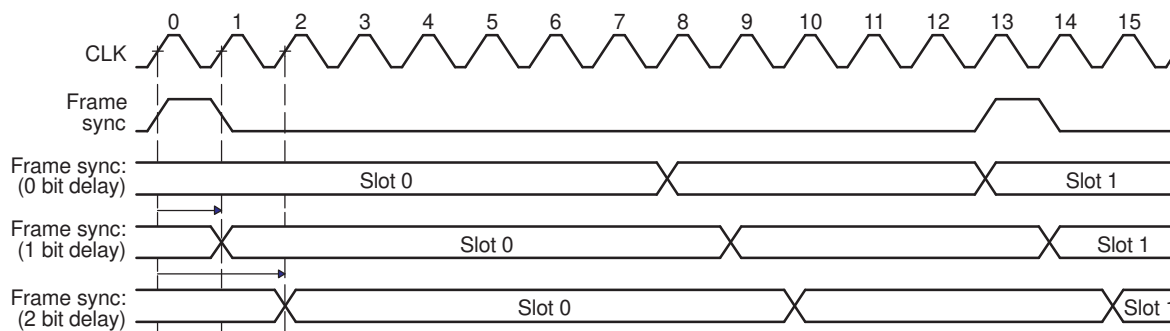 0 1 2 3 4 5 6 7 8 9 10 11 12 13 14 15
CLK
Frame
sync
Frame sync:
(0 bit delay)
Slot 0
Slot 1
Frame sync:
(1 bit delay)
Slot 0
Slot 1
Frame sync:
(2 bit delay)
Slot 0
Slot 1